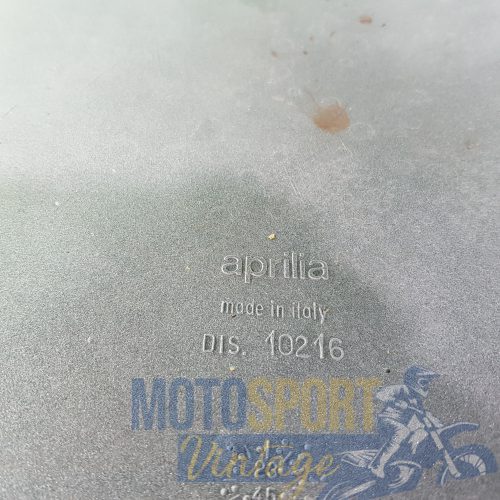 aprilia
made in italy
DIS. 10216
MOTOSPORT
Vintage